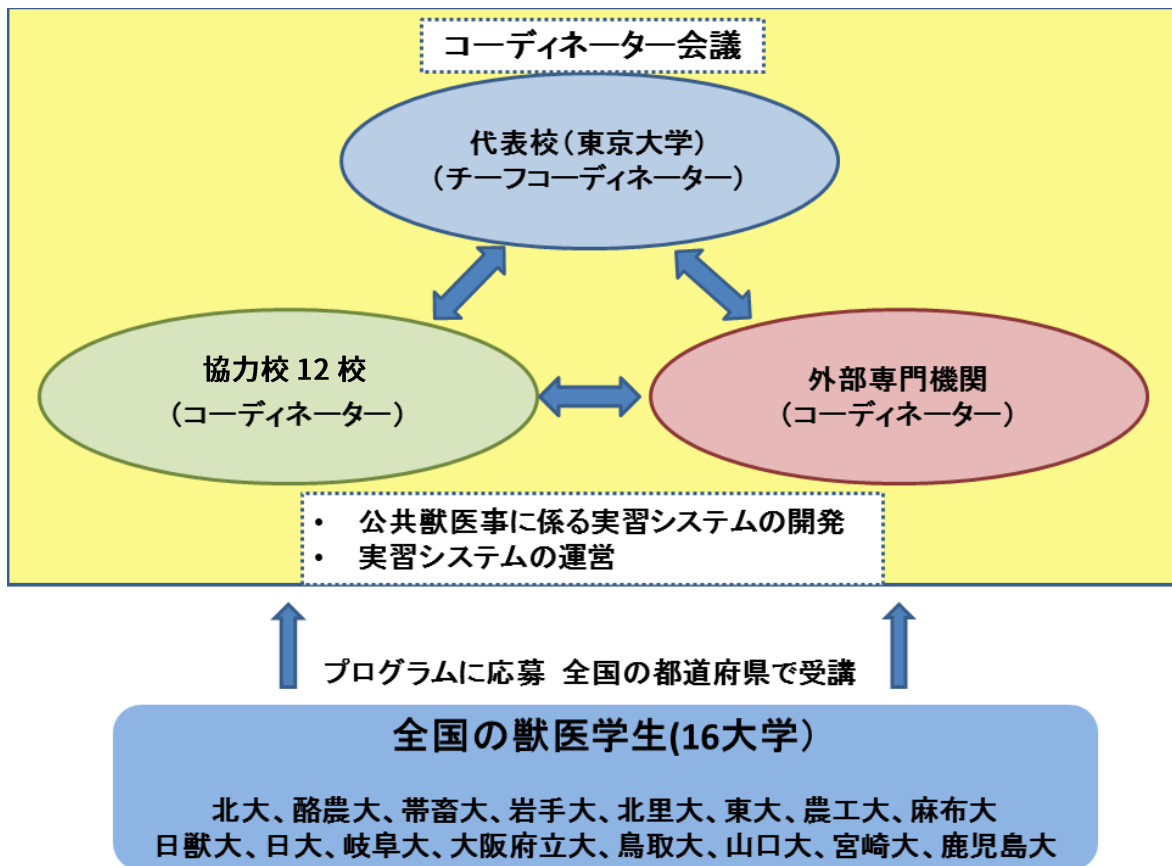 コーディネーター会議
代表校(東京大学)
(チーフコーディネーター)
協力校 12 校
(コーディネーター)
外部専門機関
(コーディネーター)
• 公共獣医事に係る実習システムの開発
• 実習システムの運営
プログラムに応募 全国の都道府県で受講
全国の獣医学生(16大学)
北大、酪農大、帯畜大、岩手大、北里大、東大、農工大、麻布大
日獣大、日大、岐阜大、大阪府立大、鳥取大、山口大、宮崎大、鹿児島大